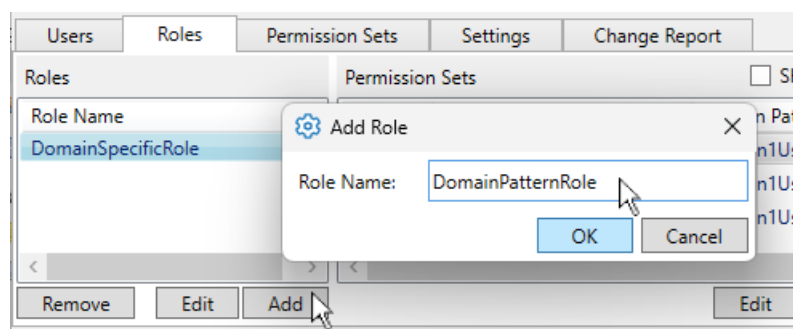 Users Roles Permission Sets Settings Change Report
Roles Permission Sets
Role Name
DomainSpecificRole
Add Role
Role Name: DomainPatternRole
OK Cancel
Remove Edit Add Edit